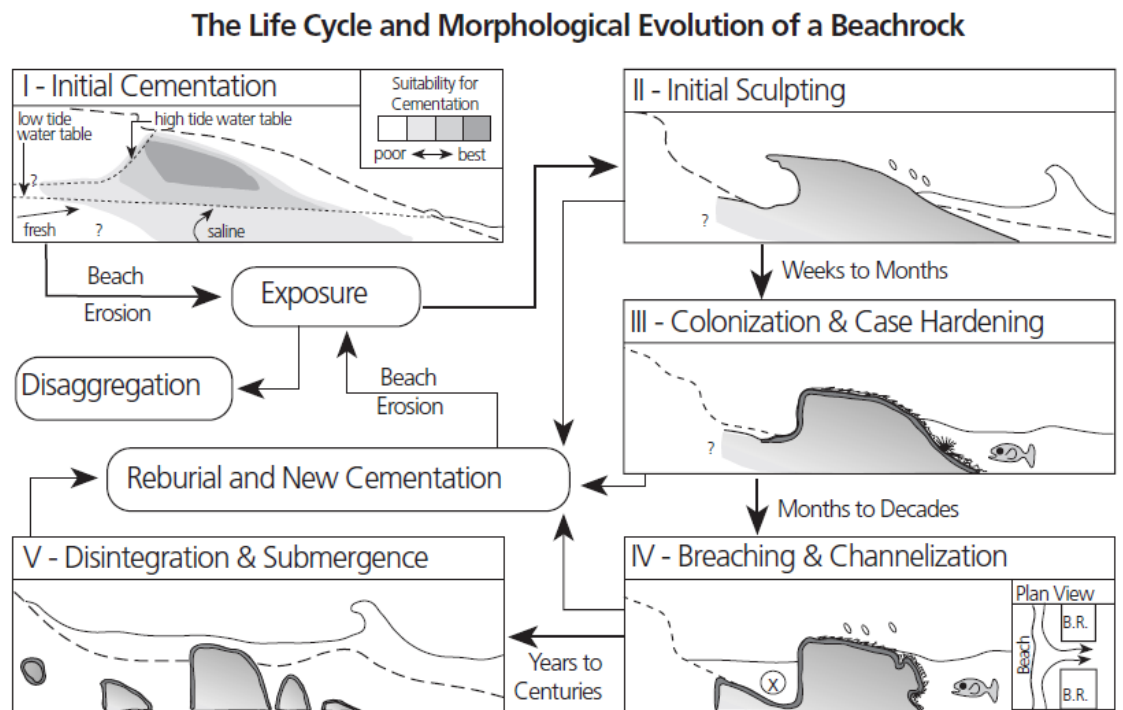 The Life Cycle and Morphological Evolution of a Beachrock
I - Initial Cementation
Suitability for
Cementation
poor
best
low tide
water table
high tide water table
?
fresh
?
saline
II - Initial Sculpting
?
Beach
Erosion
Exposure
Weeks to Months
III - Colonization & Case Hardening
?
Disaggregation
Beach
Erosion
Reburial and New Cementation
Months to Decades
V - Disintegration & Submergence
IV - Breaching & Channelization
Plan View
B.R.
Beach
B.R.
X
Years to
Centuries